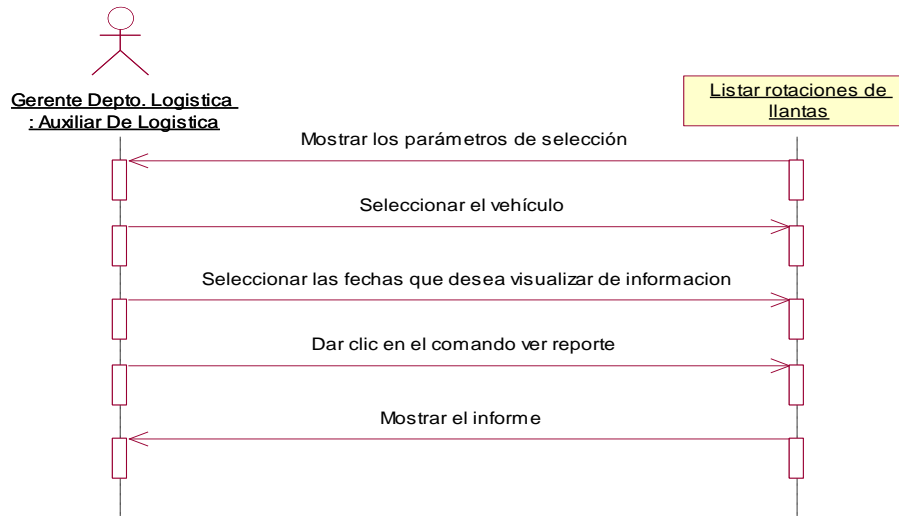 Gerente Depto. Logistica
: Auxiliar De Logistica
Listar rotaciones de
llantas
Mostrar los parámetros de selección
Seleccionar el vehículo
Seleccionar las fechas que desea visualizar de informacion
Dar clic en el comando ver reporte
Mostrar el informe